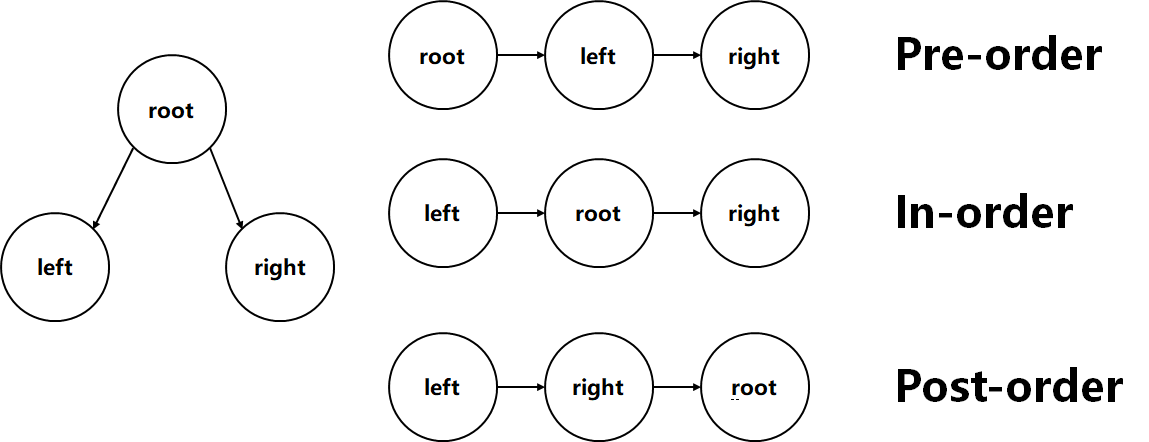 root
left
right
root left right Pre-order
left root right In-order
left right root Post-order